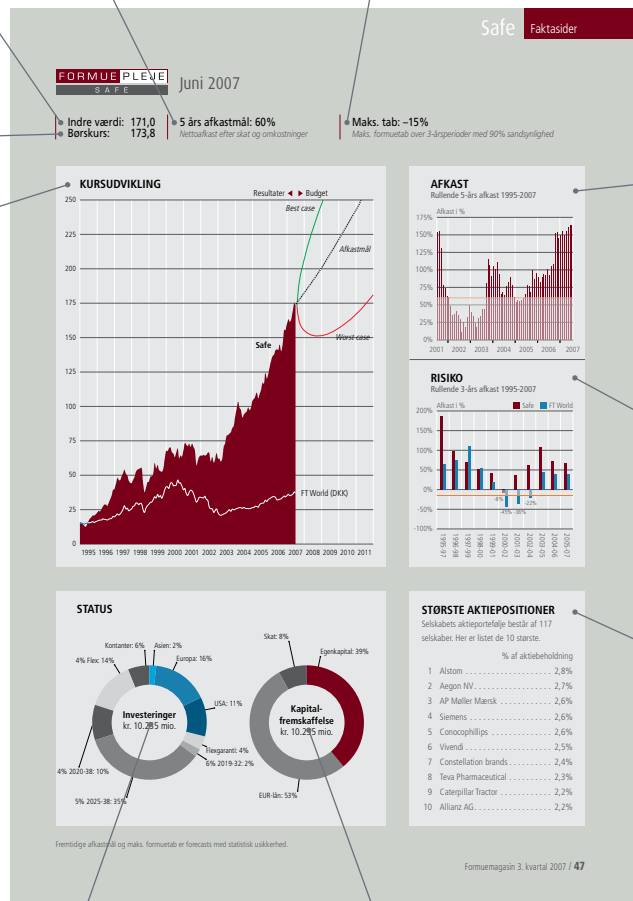 Safe
Faktasider
FORMUEPLEJE
SAFE
Juni 2007
Indre værdi: 171,0
Børskurs: 173,8
5 års afkastmål: 60%
Nettoafkast efter skat og omkostninger
Maks. tab: –15%
Maks. formuetab over 3-årsperioder med 90% sandsynlighed
KURSUDVIKLING
Resultater Budget
250
225
200
175
150
125
100
75
50
25
0
Best case
Afkastmål
Worst case
Safe
FT World (DKK)
1995 1996 1997 1998 1999 2000 2001 2002 2003 2004 2005 2006 2007 2008 2009 2010 2011
AFKAST
Rullende 5-års afkast 1995-2007
Afkast i %
175%
150%
125%
100%
75%
50%
25%
0%
2001 2002 2003 2004 2005 2006 2007
RISIKO
Rullende 3-års afkast 1995-2007
Afkast i %
Safe FT World
200%
150%
100%
50%
0%
-50%
-100%
-8%
-45% -36%
-22%
1995-97
1996-98
1997-99
1998-00
1999-01
2000-02
2001-03
2002-04
2003-05
2004-06
2005-07
STATUS
Kontanter: 6%
Asien: 2%
Europa: 16%
4% Flex: 14%
USA: 11%
Flexgaranti: 4%
6% 2019-32: 2%
4% 2020-38: 10%
5% 2025-38: 35%
Investeringer
kr. 10.235 mio.
Skat: 8%
Egenkapital: 39%
Kapital-
fremskaffelse
kr. 10.235 mio.
EUR-lån: 53%
STØRSTE AKTIEPOSITIONER
Selskabets aktieportefølje består af 117
selskaber. Her er listet de 10 største.
% af aktiebeholdning
1 Alstom 2,8%
2 Aegon NV 2,7%
3 AP Møller Mærsk 2,6%
4 Siemens 2,6%
5 Conocophillips 2,6%
6 Vivendi 2,5%
7 Constellation brands 2,4%
8 Teva Pharmaceutical 2,3%
9 Caterpillar Tractor 2,2%
10 Allianz AG 2,2%
Fremtidige afkastmål og maks. formuetab er forecasts med statistisk usikkerhed.
Formuemagasin 3. kvartal 2007 / 47